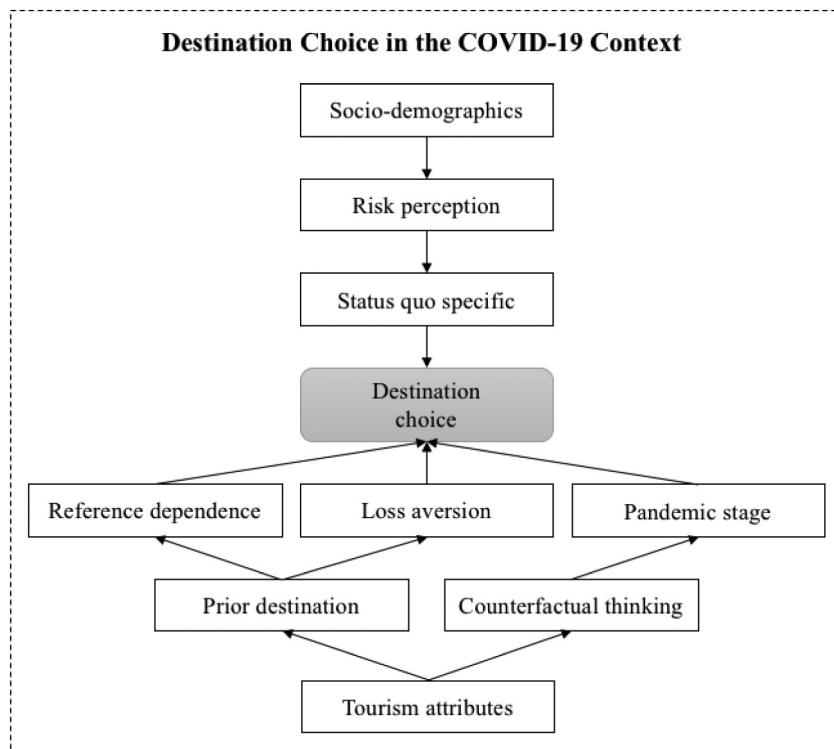 Destination Choice in the COVID-19 Context
Socio-demographics
Risk perception
Status quo specific
Destination
choice
Reference dependence
Loss aversion
Pandemic stage
Prior destination
Counterfactual thinking
Tourism attributes